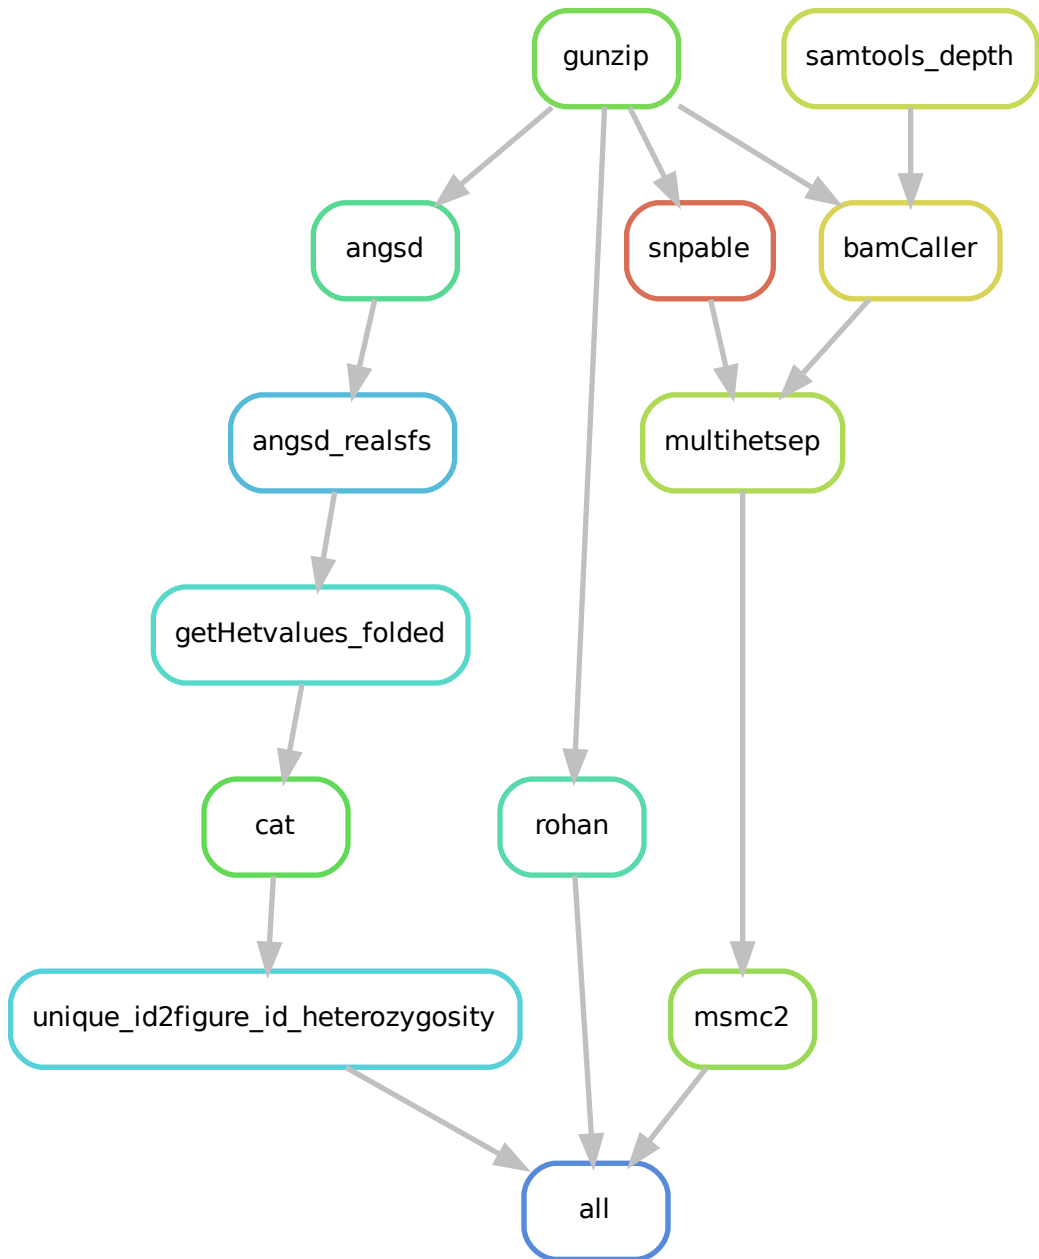 gunzip
samtools_depth
angsd
snpable
bamCaller
angsd_realsfs
multihetsep
getHetvalues_folded
cat
rohan
unique_id2figure_id_heterozygosity
msmc2
all